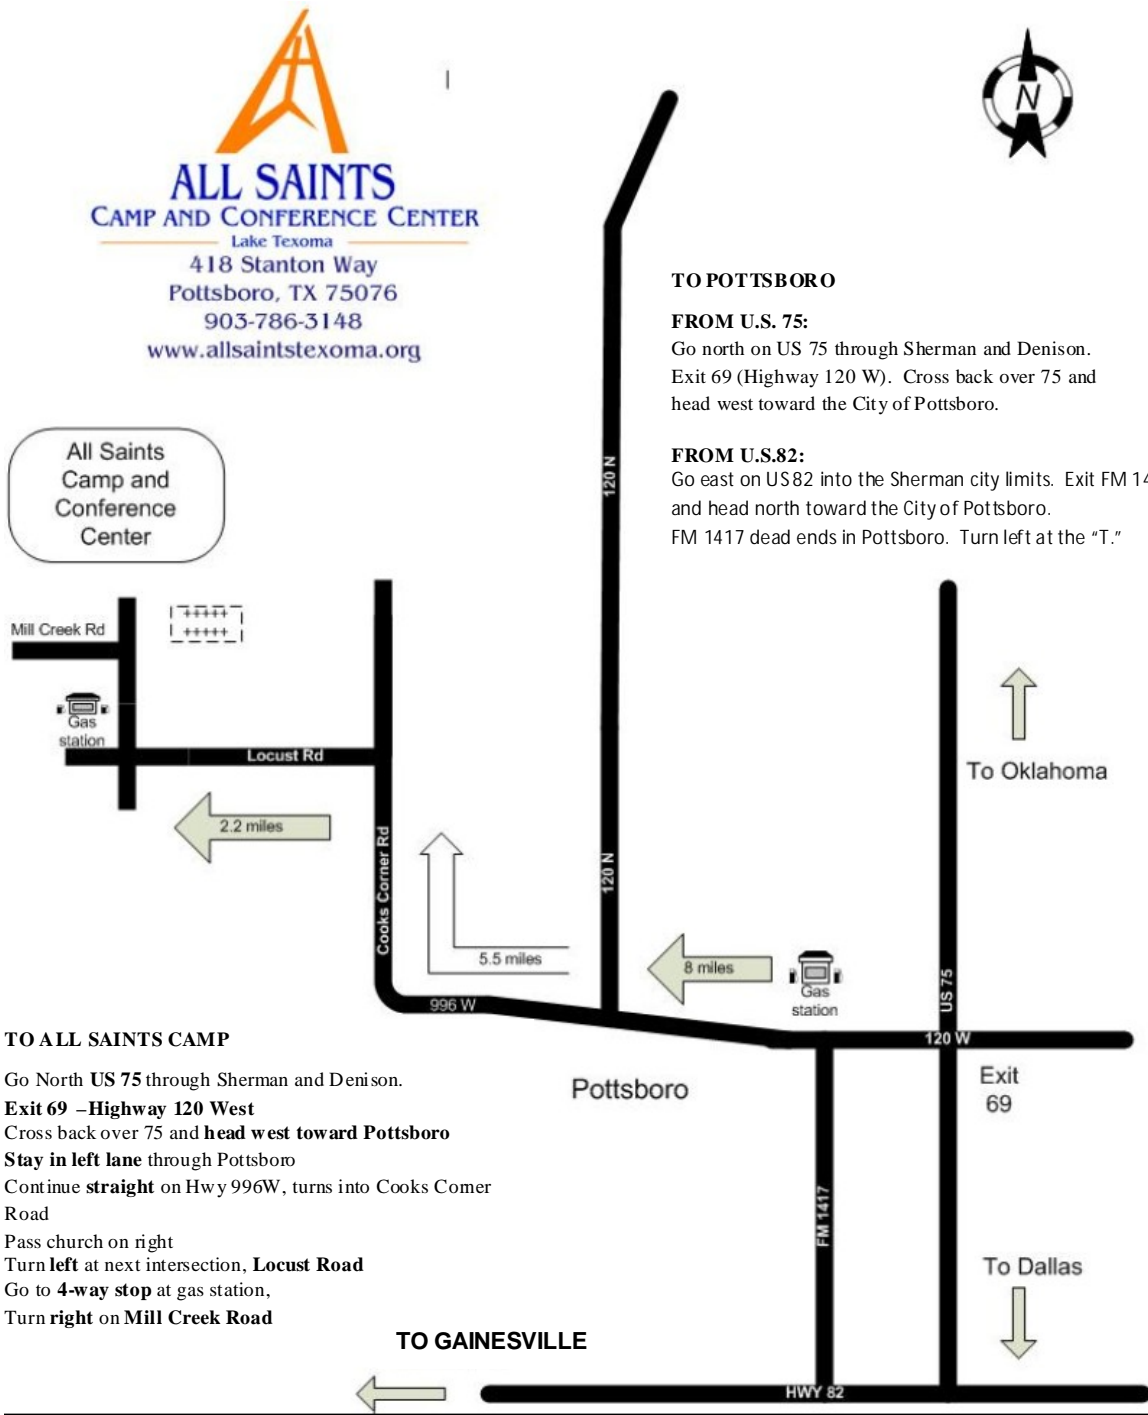 ALL SAINTS
CAMP AND CONFERENCE CENTER
Lake Texoma
418 Stanton Way
Pottsboro, TX 75076
903-786-3148
www.allsaintstexoma.org
N
TO POTTSBORO
FROM U.S. 75:
Go north on US 75 through Sherman and Denison.
Exit 69 (Highway 120 W). Cross back over 75 and
head west toward the City of Pottsboro.
FROM U.S.82:
Go east on US 82 into the Sherman city limits. Exit FM 14
and head north toward the City of Pottsboro.
FM 1417 dead ends in Pottsboro. Turn left at the “T.”
All Saints
Camp and
Conference
Center
Mill Creek Rd
+++++
+++++
Gas
station
Locust Rd
2.2 miles
Cooks Corner Rd
120 N
120 N
To Oklahoma
5.5 miles
8 miles
Gas
station
US 75
996 W
120 W
Pottsboro
Exit
69
FM 1417
To Dallas
TO ALL SAINTS CAMP
Go North US 75 through Sherman and Denison.
Exit 69 –Highway 120 West
Cross back over 75 and head west toward Pottsboro
Stay in left lane through Pottsboro
Continue straight on Hwy 996W, turns into Cooks Corner
Road
Pass church on right
Turn left at next intersection, Locust Road
Go to 4-way stop at gas station,
Turn right on Mill Creek Road
TO GAINESVILLE
HWY 82